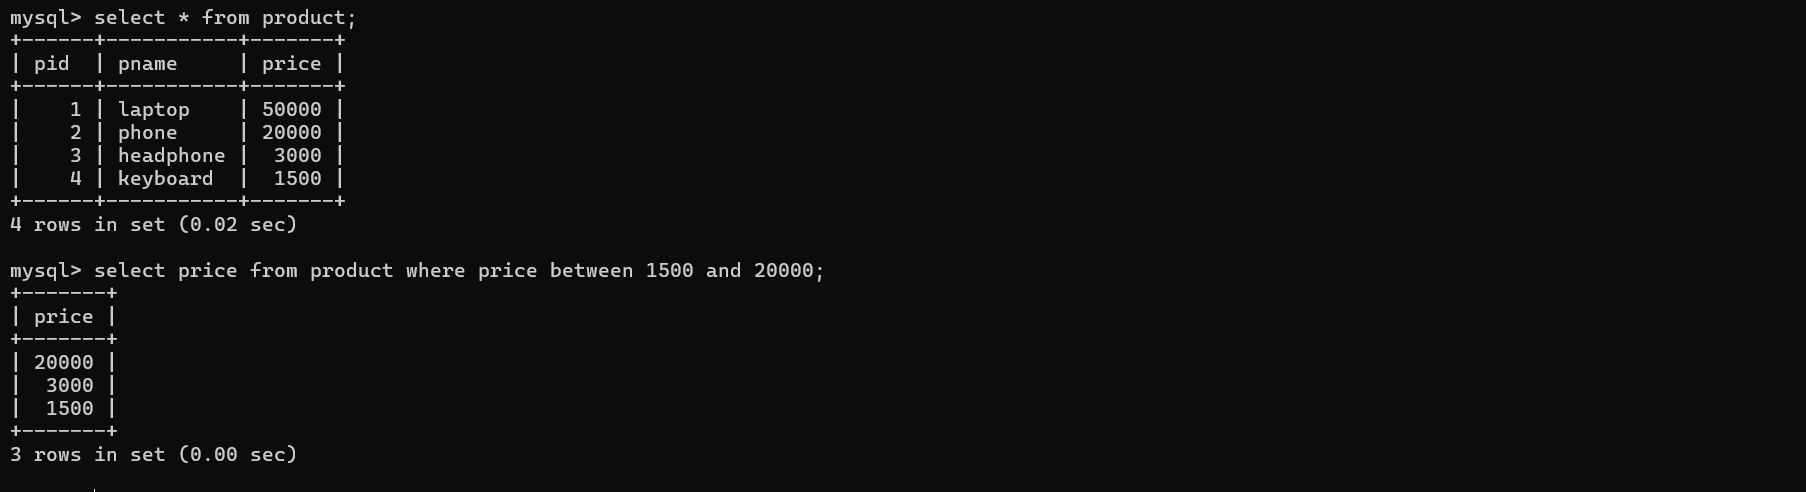 mysql> select * from product;
+------+-----------+-------+
| pid  | pname     | price |
+------+-----------+-------+
|    1 | laptop    | 50000 |
|    2 | phone     | 20000 |
|    3 | headphone |  3000 |
|    4 | keyboard  |  1500 |
+------+-----------+-------+
4 rows in set (0.02 sec)

mysql> select price from product where price between 1500 and 20000;
+-------+
| price |
+-------+
| 20000 |
|  3000 |
|  1500 |
+-------+
3 rows in set (0.00 sec)